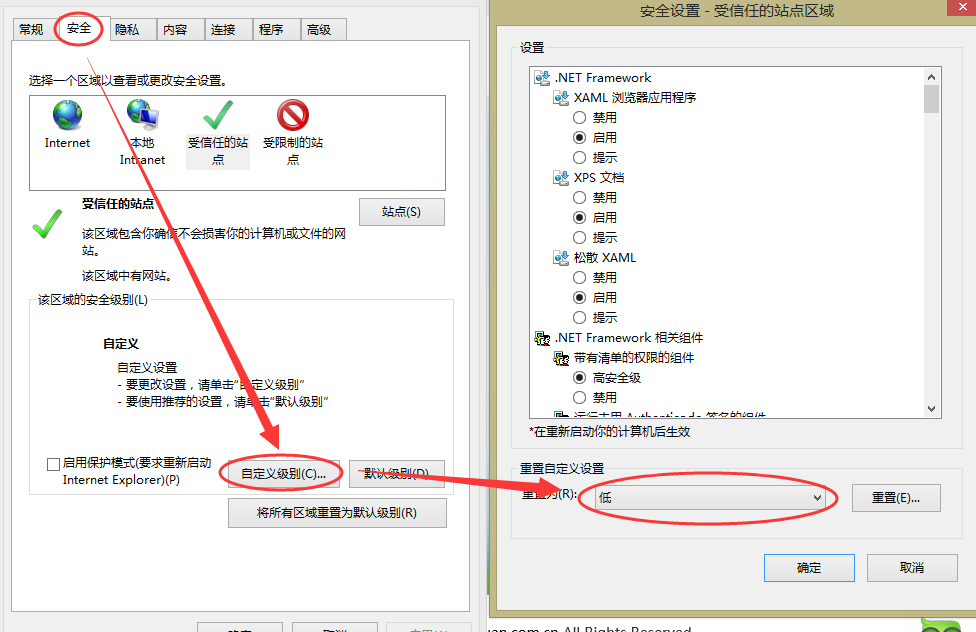 常规
安全
隐私
内容
连接
程序
高级
选择一个区域以查看或更改安全设置。
Internet
本地
Intranet
受信任的站
点
受限制的站
点
受信任的站点
站点(S)
该区域包含你确信不会损害你的计算机或文件的网
站。
该区域中有网站。
该区域的安全级别(L)
自定义
自定义设置
- 要更改设置，请单击“自定义级别”
- 要使用推荐的设置，请单击“默认级别”
启用保护模式(要求重新启动
Internet Explorer)(P)
自定义级别(C)...
默认级别(D)
将所有区域重置为默认级别(R)
安全设置 - 受信任的站点区域
设置
.NET Framework
XAML 浏览器应用程序
禁用
启用
提示
XPS 文档
禁用
启用
提示
松散 XAML
禁用
启用
提示
.NET Framework 相关组件
带有清单的权限的组件
高安全级
禁用
运行未用 Authenticode 签名的组件
*在重新启动你的计算机后生效
重置自定义设置
重置为(R):
低
重置(E)...
确定
取消
uan.com.cn All Rights Reserved